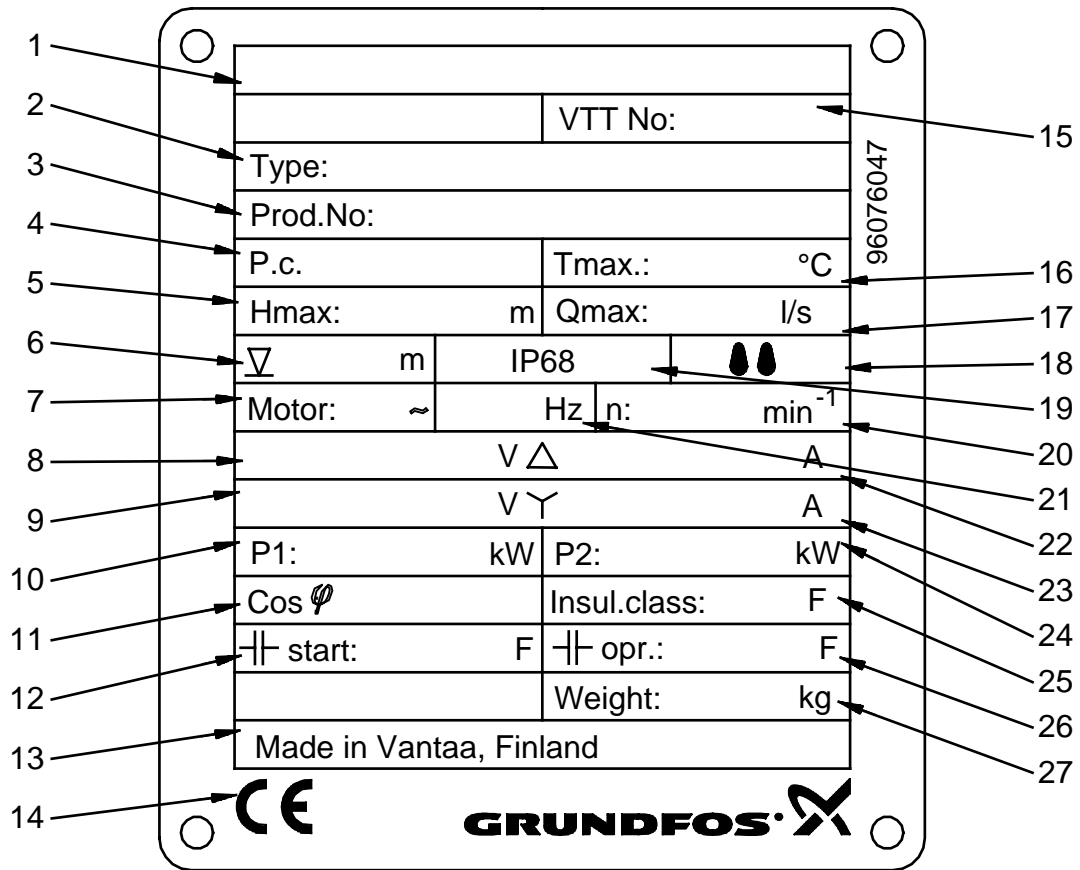 1
2
3
4
5
6
7
8
9
10
11
12
13
14
VTT No:
Type:
Prod.No:
P.c. Tmax.: °C
Hmax: m Qmax: l/s
m IP68
Motor: ~ Hz n: min⁻¹
V △ A
V Y A
P1: kW P2: kW
Cos φ Insul.class: F
start: F opr.: F
Weight: kg
Made in Vantaa, Finland
CE GRUNDFOS
96076047
15
16
17
18
19
20
21
22
23
24
25
26
27